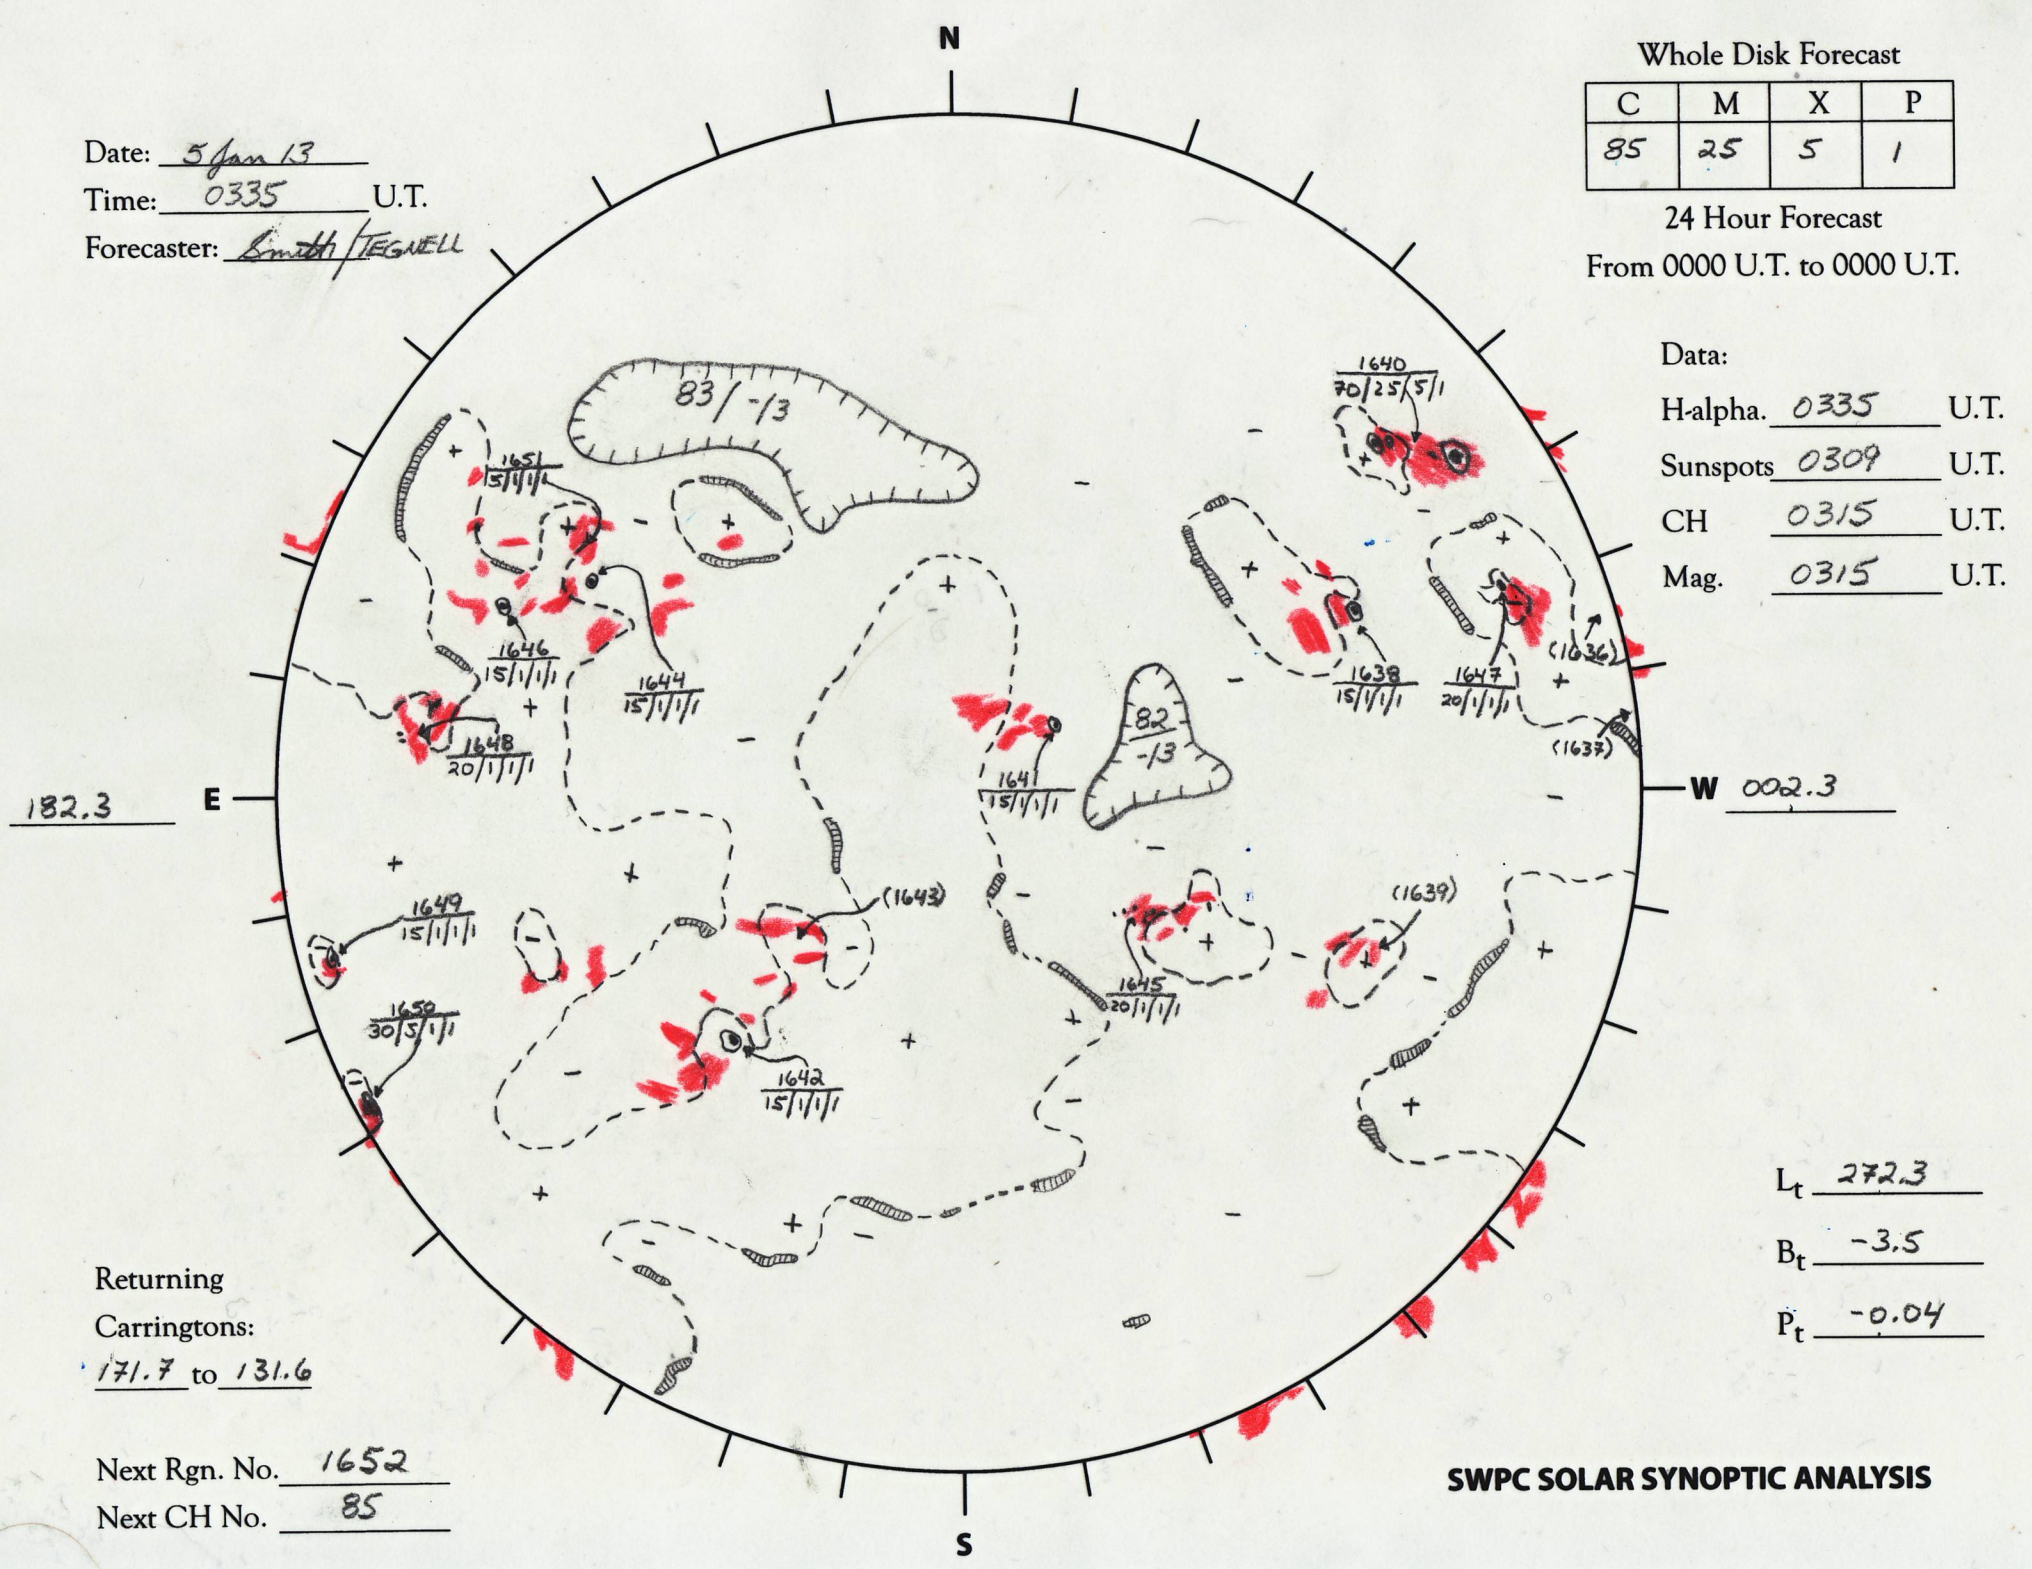 N
Whole Disk Forecast
C M X P
85 25 5 1
24 Hour Forecast
From 0000 U.T. to 0000 U.T.
Date: 5 Jan 13
Time: 0335 U.T.
Forecaster: Smith/TEGNELL
Data:
H-alpha. 0335 U.T.
Sunspots 0309 U.T.
CH 0315 U.T.
Mag. 0315 U.T.
1640
70/25/5/1
83/-/3
1651
15/1/1/1
1646
15/1/1/1
1644
15/1/1/1
1638
15/1/1/1
1647
20/1/1/1
(1636)
(1637)
1648
20/1/1/1
82
-/3
1641
15/1/1/1
182.3 E
W 002.3
1649
15/1/1/1
(1643)
(1639)
1645
20/1/1/1
1650
30/5/1/1
1642
15/1/1/1
Lt 272.3
Bt -3.5
Pt -0.04
Returning
Carringtons:
171.7 to 131.6
Next Rgn. No. 1652
Next CH No. 85
SWPC SOLAR SYNOPTIC ANALYSIS
S